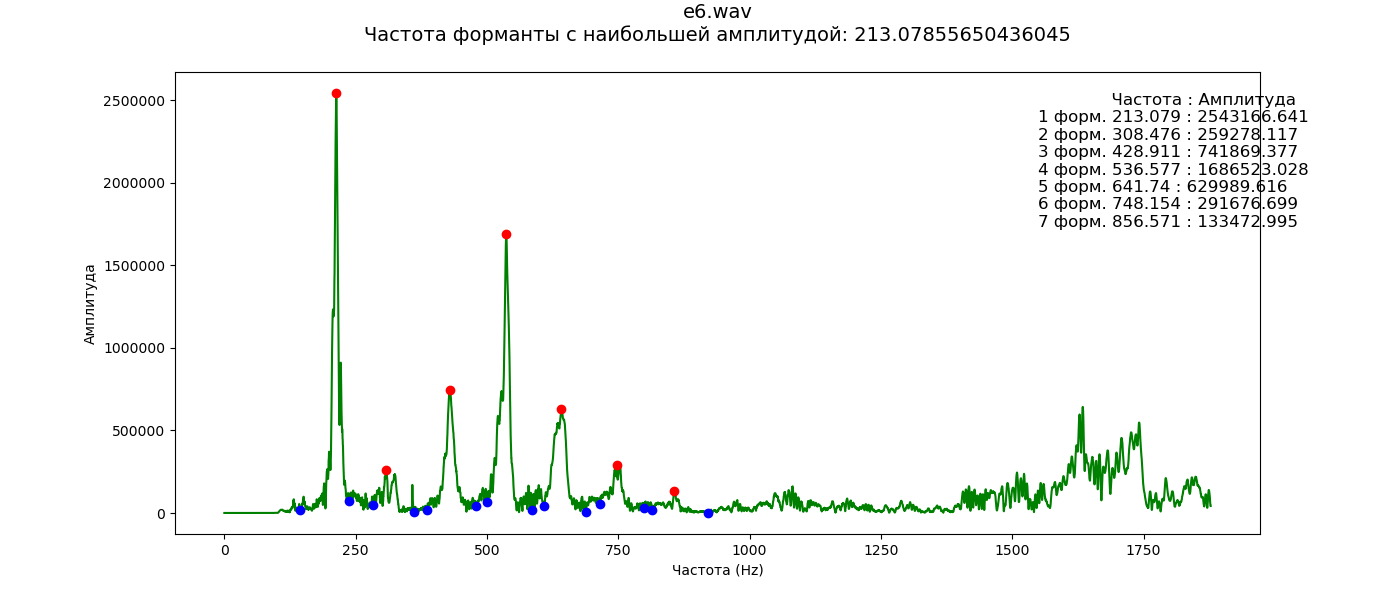 e6.wav
Частота форманты с наибольшей амплитудой: 213.07855650436045
Частота : Амплитуда
1 форм. 213.079 : 2543166.641
2 форм. 308.476 : 259278.117
3 форм. 428.911 : 741869.377
4 форм. 536.577 : 1686523.028
5 форм. 641.74 : 629989.616
6 форм. 748.154 : 291676.699
7 форм. 856.571 : 133472.995
2500000
2000000
1500000
1000000
500000
0
Амплитуда
0 250 500 750 1000 1250 1500 1750
Частота (Hz)